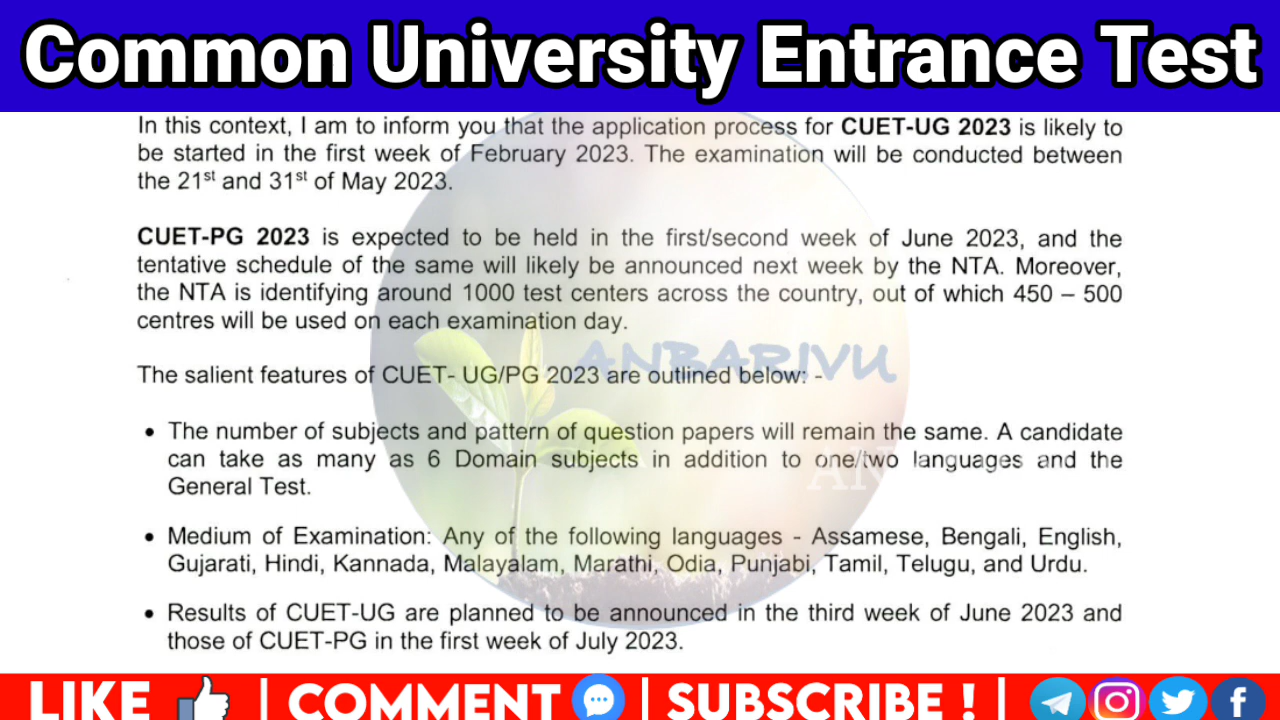 Common University Entrance Test
In this context, I am to inform you that the application process for CUET-UG 2023 is likely to
be started in the first week of February 2023. The examination will be conducted between
the 21st and 31st of May 2023.
CUET-PG 2023 is expected to be held in the first/second week of June 2023, and the
tentative schedule of the same will likely be announced next week by the NTA. Moreover,
the NTA is identifying around 1000 test centers across the country, out of which 450 – 500
centres will be used on each examination day.
ANBARIVU
The salient features of CUET- UG/PG 2023 are outlined below: -
• The number of subjects and pattern of question papers will remain the same. A candidate
can take as many as 6 Domain subjects in addition to one/two languages and the
General Test.
• Medium of Examination: Any of the following languages - Assamese, Bengali, English,
Gujarati, Hindi, Kannada, Malayalam, Marathi, Odia, Punjabi, Tamil, Telugu, and Urdu.
• Results of CUET-UG are planned to be announced in the third week of June 2023 and
those of CUET-PG in the first week of July 2023.
LIKE | COMMENT | SUBSCRIBE ! |